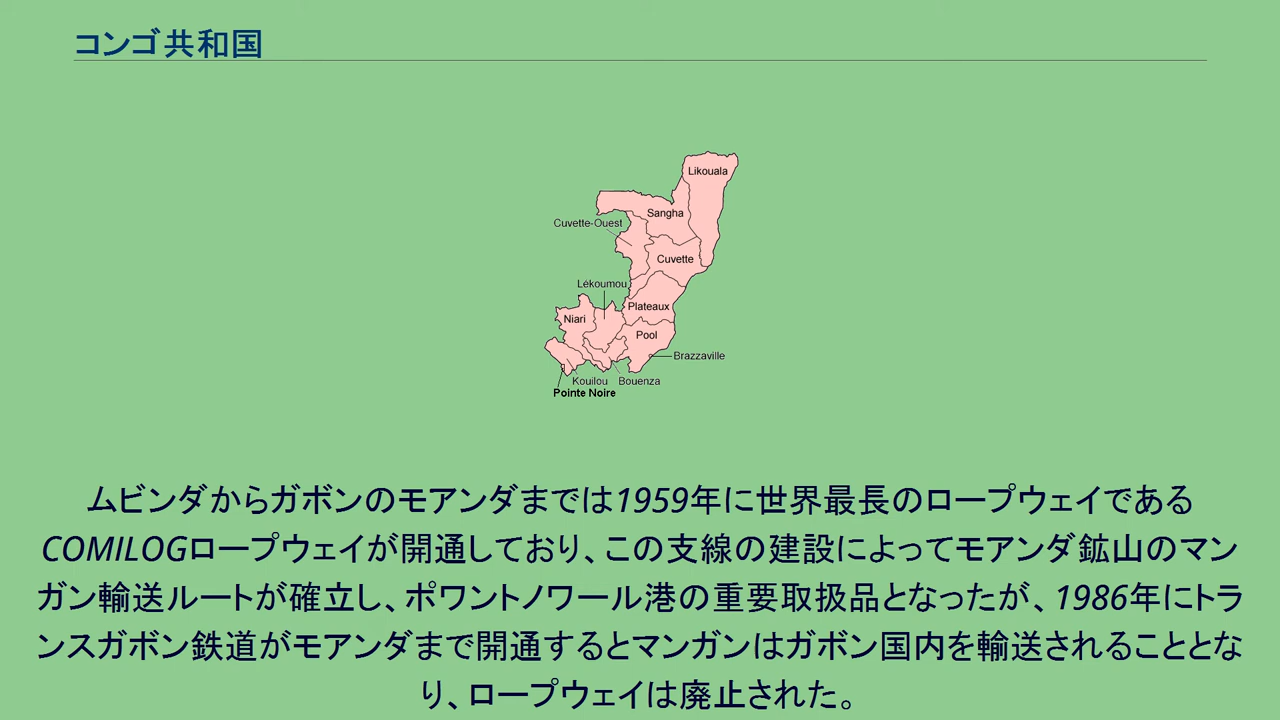 コンゴ共和国
Likouala
Sangha
Cuvette-Ouest
Cuvette
Lékoumou
Plateaux
Niari
Pool
Brazzaville
Kouilou
Bouenza
Pointe Noire
ムビンダからガボンのモアンダまでは1959年に世界最長のロープウェイである
COMILOGロープウェイが開通しており、この支線の建設によってモアンダ鉱山のマン
ガン輸送ルートが確立し、ポワントノワール港の重要取扱品となったが、1986年にトラ
ンスガボン鉄道がモアンダまで開通するとマンガンはガボン国内を輸送されることとな
り、ロープウェイは廃止された。